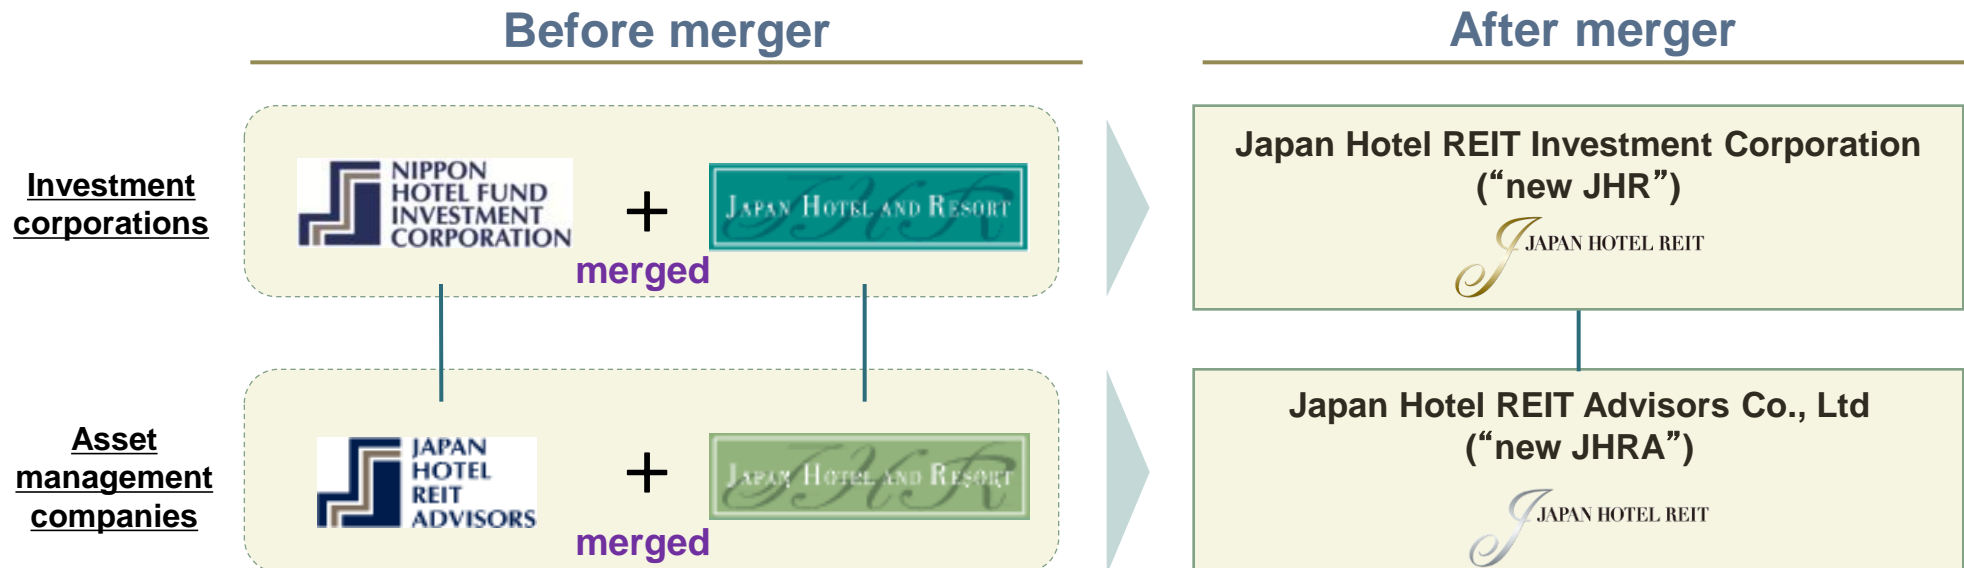 Before merger
After merger
Investment
corporations
NIPPON
HOTEL FUND
INVESTMENT
CORPORATION
+
merged
JHR
JAPAN HOTEL AND RESORT
Japan Hotel REIT Investment Corporation
(“new JHR”)
J JAPAN HOTEL REIT
Asset
management
companies
JAPAN
HOTEL
REIT
ADVISORS
+
merged
JHR
JAPAN HOTEL AND RESORT
Japan Hotel REIT Advisors Co., Ltd
(“new JHRA”)
J JAPAN HOTEL REIT